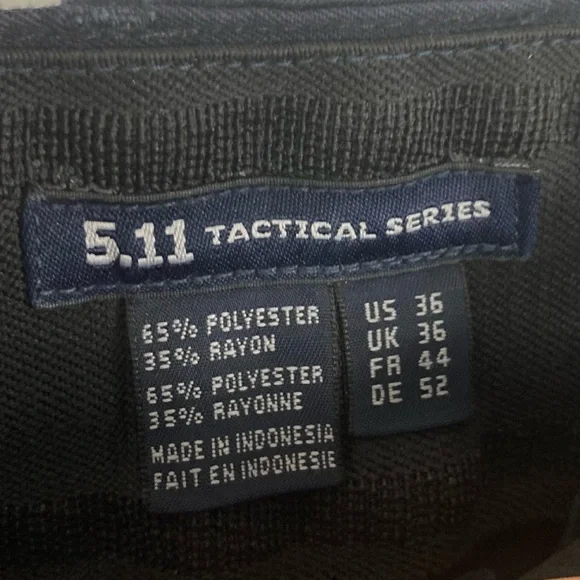 5.11 TACTICAL SERIES
65% POLYESTER
35% RAYON
65% POLYESTER
35% RAYONNE
MADE IN INDONESIA
FAIT EN INDONESIE
US 36
UK 36
FR 44
DE 52